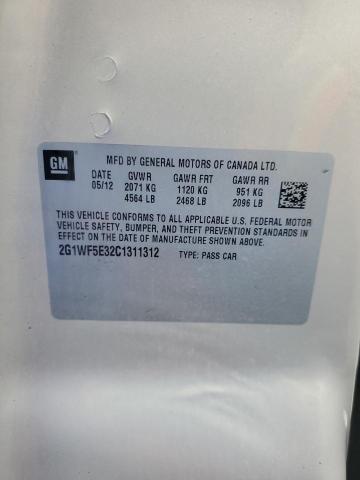 GM
MFD BY GENERAL MOTORS OF CANADA LTD.
DATE GVWR GAWR FRT GAWR RR
05/12 2071 KG 1120 KG 951 KG
4564 LB 2468 LB 2096 LB
THIS VEHICLE CONFORMS TO ALL APPLICABLE U.S. FEDERAL MOTOR
VEHICLE SAFETY, BUMPER, AND THEFT PREVENTION STANDARDS
IN EFFECT ON THE DATE OF MANUFACTURE SHOWN ABOVE.
2G1WF5E32C1311312 TYPE: PASS CAR